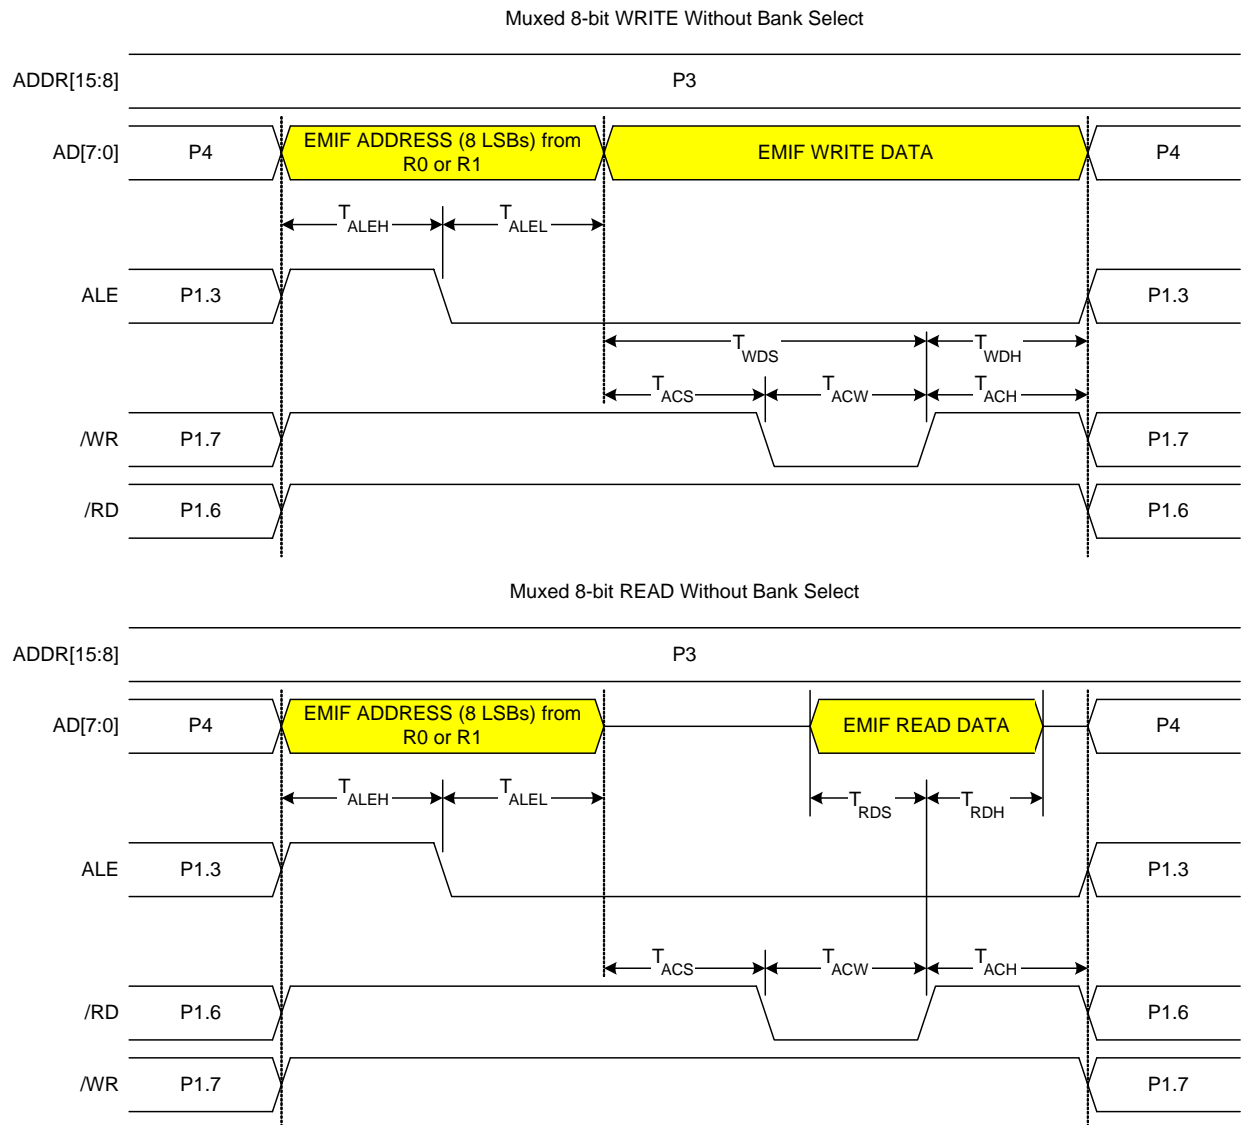 Muxed 8-bit WRITE Without Bank Select
ADDR[15:8] P3
AD[7:0] P4 EMIF ADDRESS (8 LSBs) from R0 or R1 EMIF WRITE DATA P4
TALEH TALEL
ALE P1.3 P1.3
TWDS TWDH
TACS TACW TACH
/WR P1.7 P1.7
/RD P1.6 P1.6
Muxed 8-bit READ Without Bank Select
ADDR[15:8] P3
AD[7:0] P4 EMIF ADDRESS (8 LSBs) from R0 or R1 EMIF READ DATA P4
TALEH TALEL TRDS TRDH
ALE P1.3 P1.3
TACS TACW TACH
/RD P1.6 P1.6
/WR P1.7 P1.7